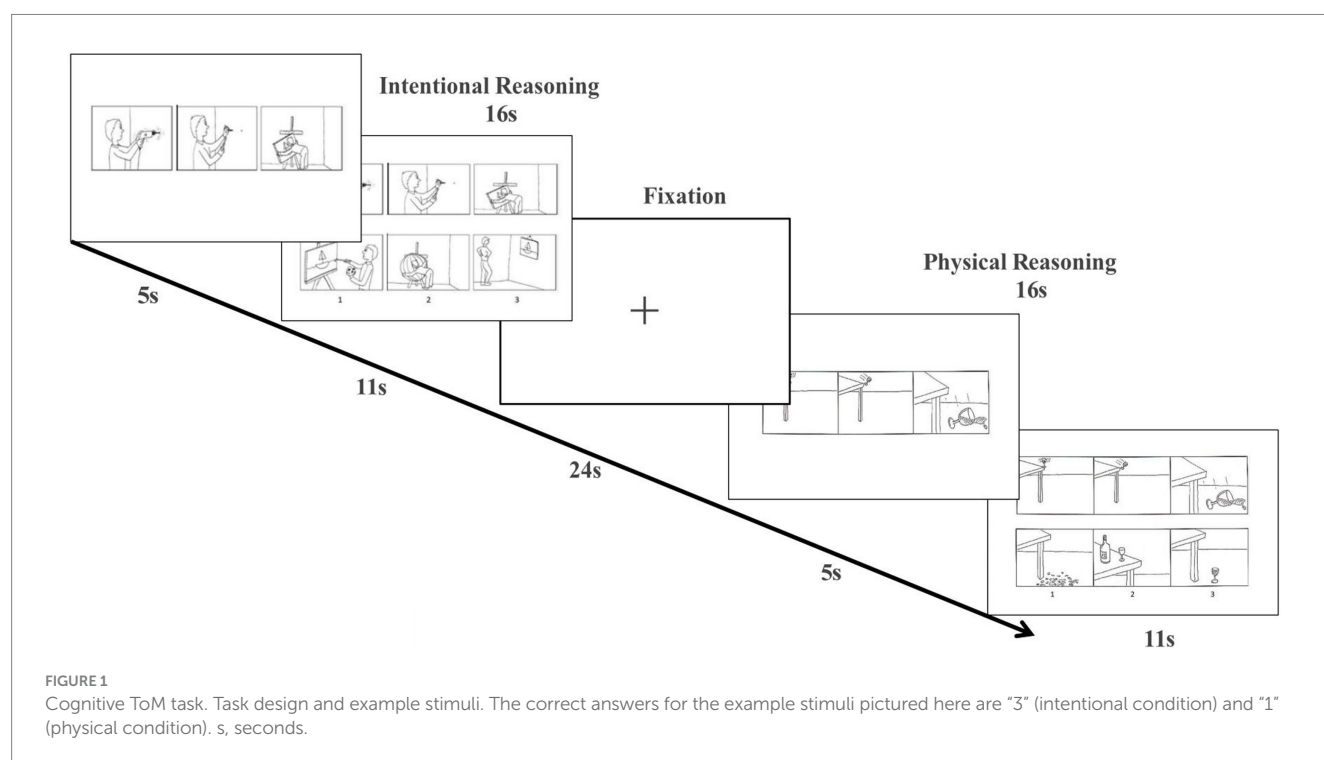 Intentional Reasoning
16s
Fixation
Physical Reasoning
16s
1 2 3
5s
11s
24s
5s
1 2 3
11s
FIGURE 1
Cognitive ToM task. Task design and example stimuli. The correct answers for the example stimuli pictured here are “3” (intentional condition) and “1”
(physical condition). s, seconds.